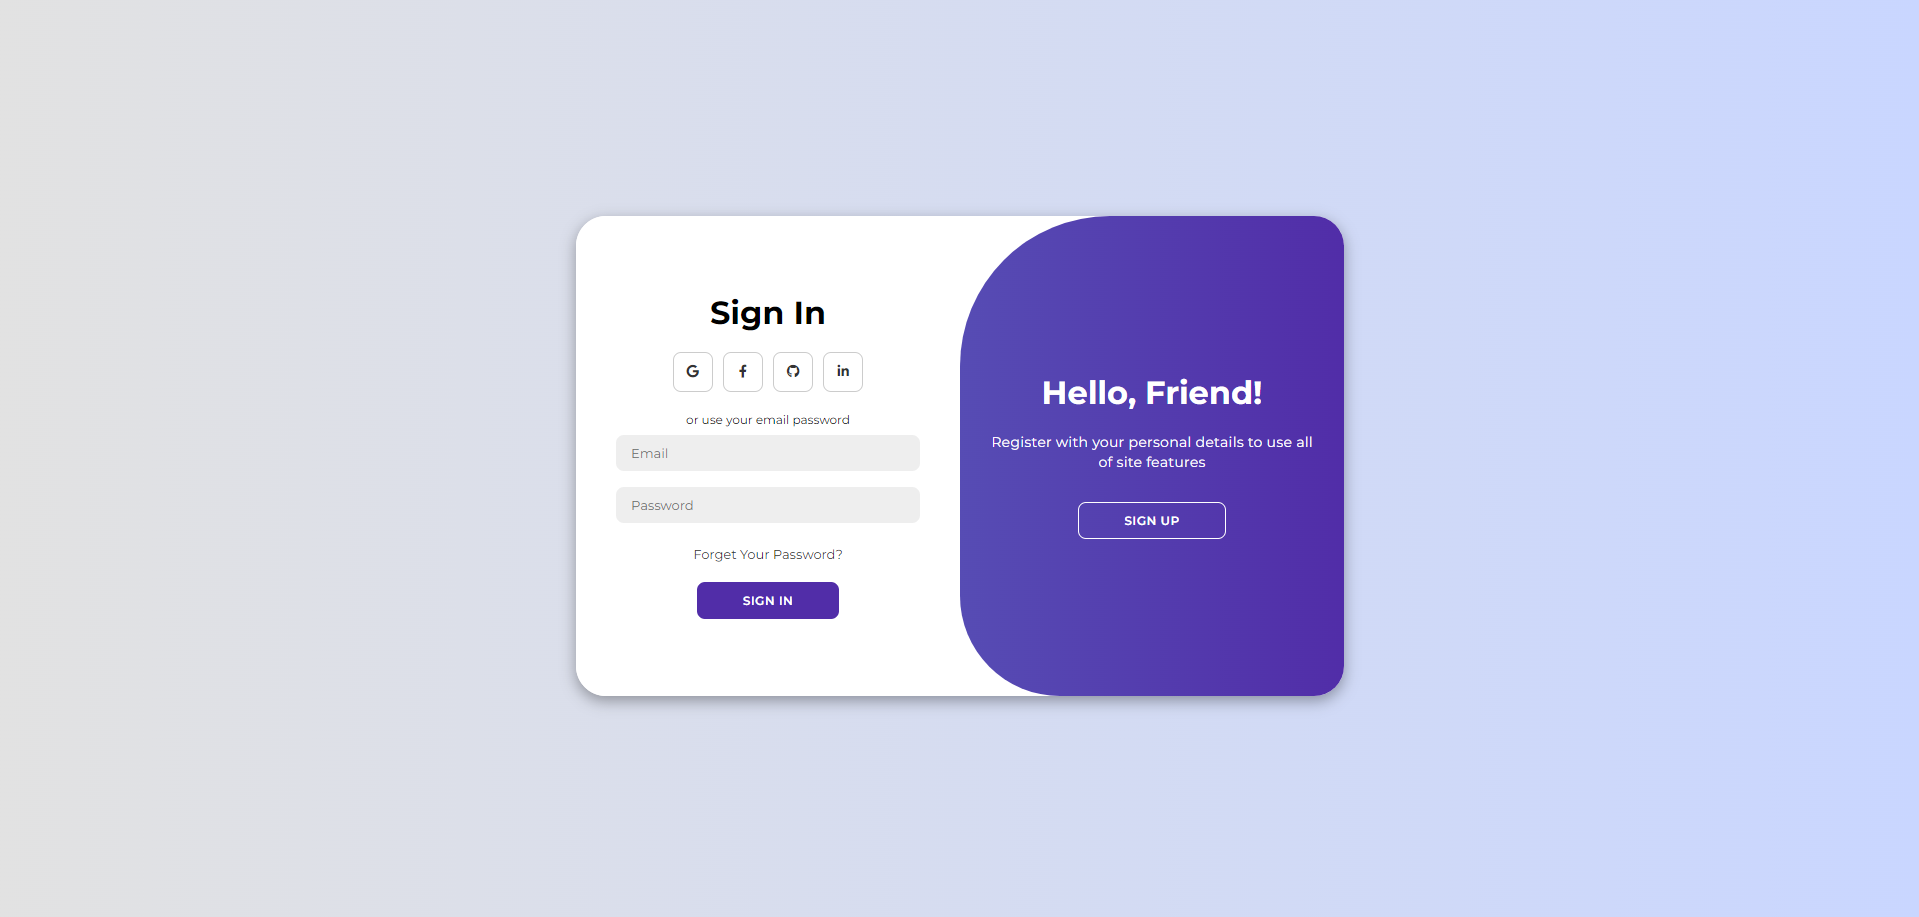 Sign In
or use your email password
Email
Password
Forget Your Password?
SIGN IN
Hello, Friend!
Register with your personal details to use all
of site features
SIGN UP